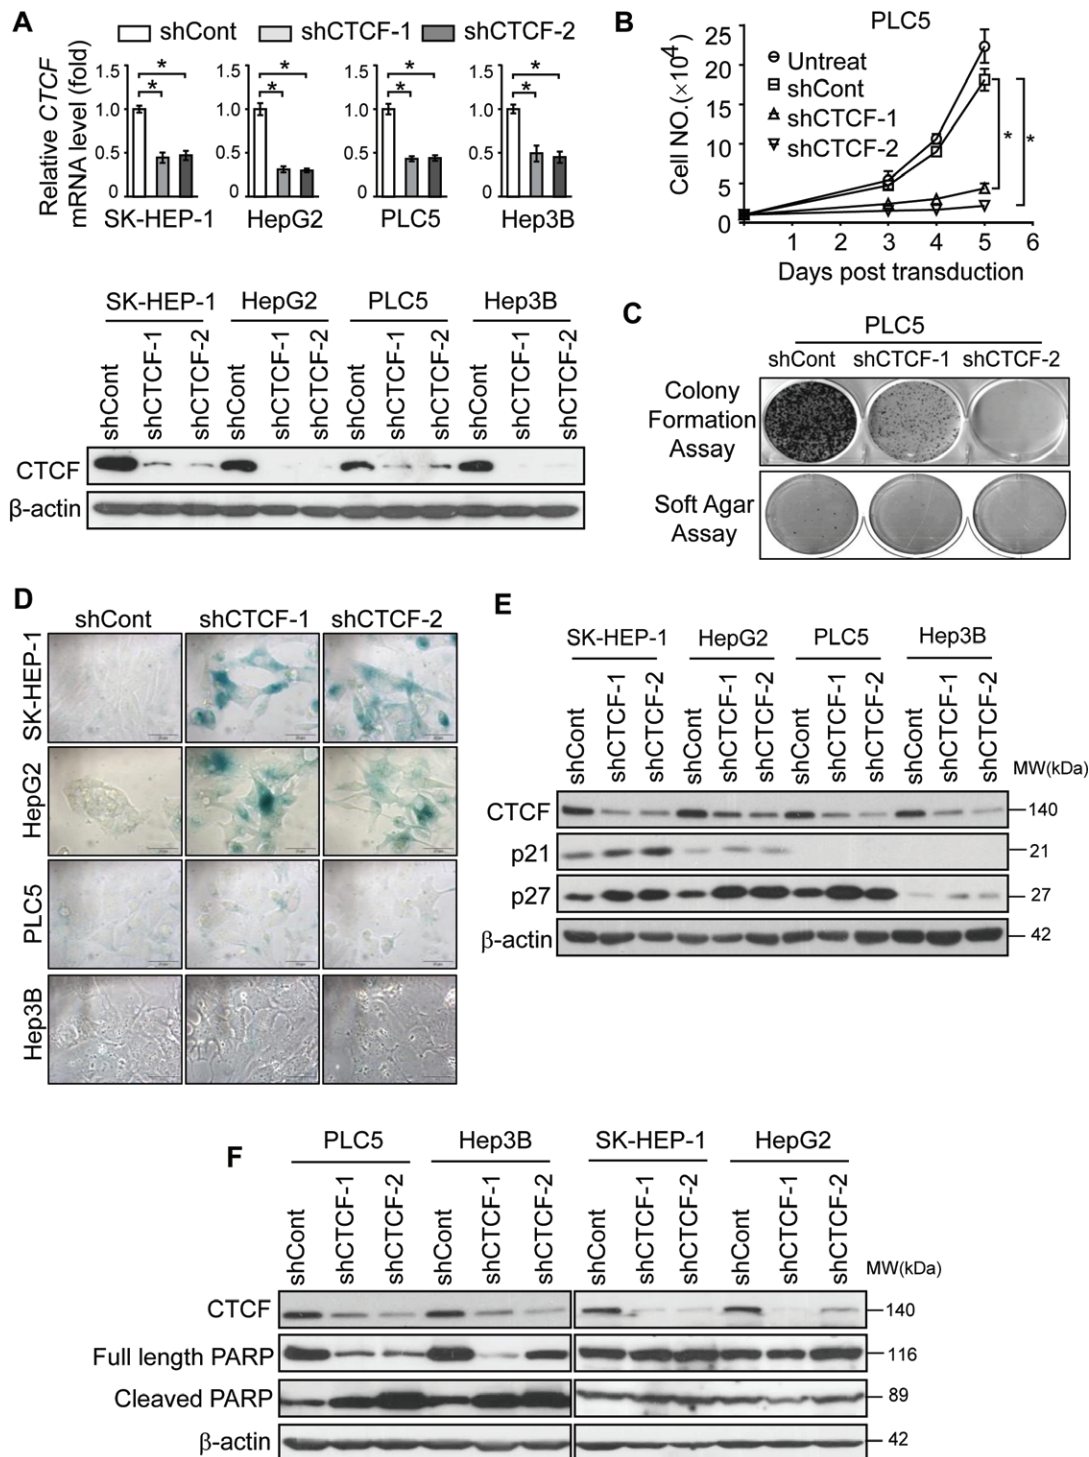 A
shCont shCTCF-1 shCTCF-2
Relative CTCF
mRNA level (fold)
1.5 1.5 1.5 1.5
* * * *
* * * *
1.0 1.0 1.0 1.0
0.5 0.5 0.5 0.5
0 0 0 0
SK-HEP-1 HepG2 PLC5 Hep3B
SK-HEP-1 HepG2 PLC5 Hep3B
shCont shCTCF-1 shCTCF-2 shCont shCTCF-1 shCTCF-2 shCont shCTCF-1 shCTCF-2 shCont shCTCF-1 shCTCF-2
CTCF
β-actin
B
PLC5
Cell NO.(×10⁴)
25
20
15
10
5
0
Untreat
shCont
shCTCF-1
shCTCF-2
* *
1 2 3 4 5 6
Days post transduction
C
PLC5
shCont shCTCF-1 shCTCF-2
Colony
Formation
Assay
Soft Agar
Assay
D
shCont shCTCF-1 shCTCF-2
SK-HEP-1
HepG2
PLC5
Hep3B
E
SK-HEP-1 HepG2 PLC5 Hep3B
shCont shCTCF-1 shCTCF-2 shCont shCTCF-1 shCTCF-2 shCont shCTCF-1 shCTCF-2 shCont shCTCF-1 shCTCF-2
MW(kDa)
CTCF 140
p21 21
p27 27
β-actin 42
F
PLC5 Hep3B SK-HEP-1 HepG2
shCont shCTCF-1 shCTCF-2 shCont shCTCF-1 shCTCF-2 shCont shCTCF-1 shCTCF-2 shCont shCTCF-1 shCTCF-2
MW(kDa)
CTCF 140
Full length PARP 116
Cleaved PARP 89
β-actin 42